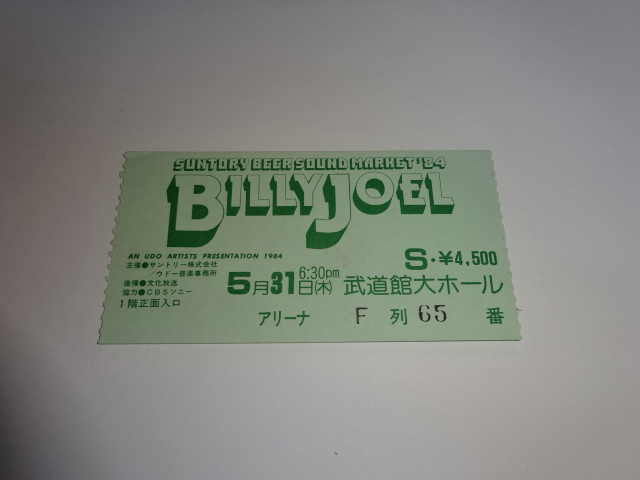 SUNTORY BEER SOUND MARKET '84
BILLY JOEL
AN UDO ARTISTS PRESENTATION 1984
主催●サントリー株式会社
／ウドー音楽事務所
後援●文化放送
協力●CBSソニー
1階正面入口
S・¥4,500
5月31日(木) 6:30pm 武道館大ホール
アリーナ F 列 65 番